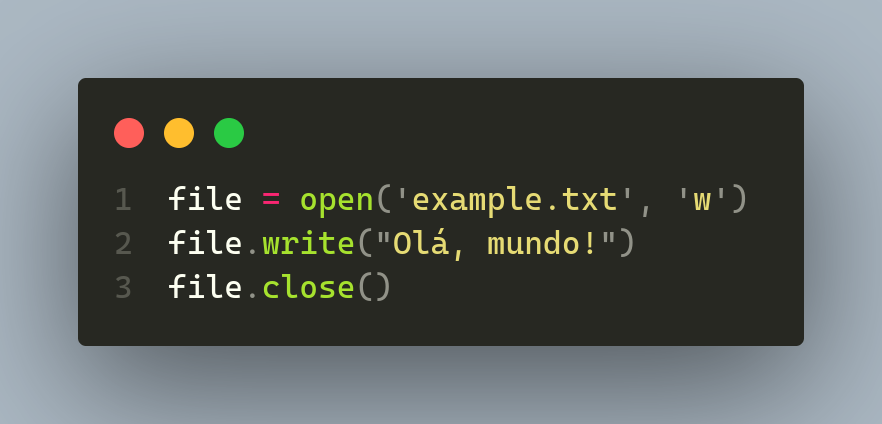 1 file = open('example.txt', 'w')
2 file.write("Olá, mundo!")
3 file.close()